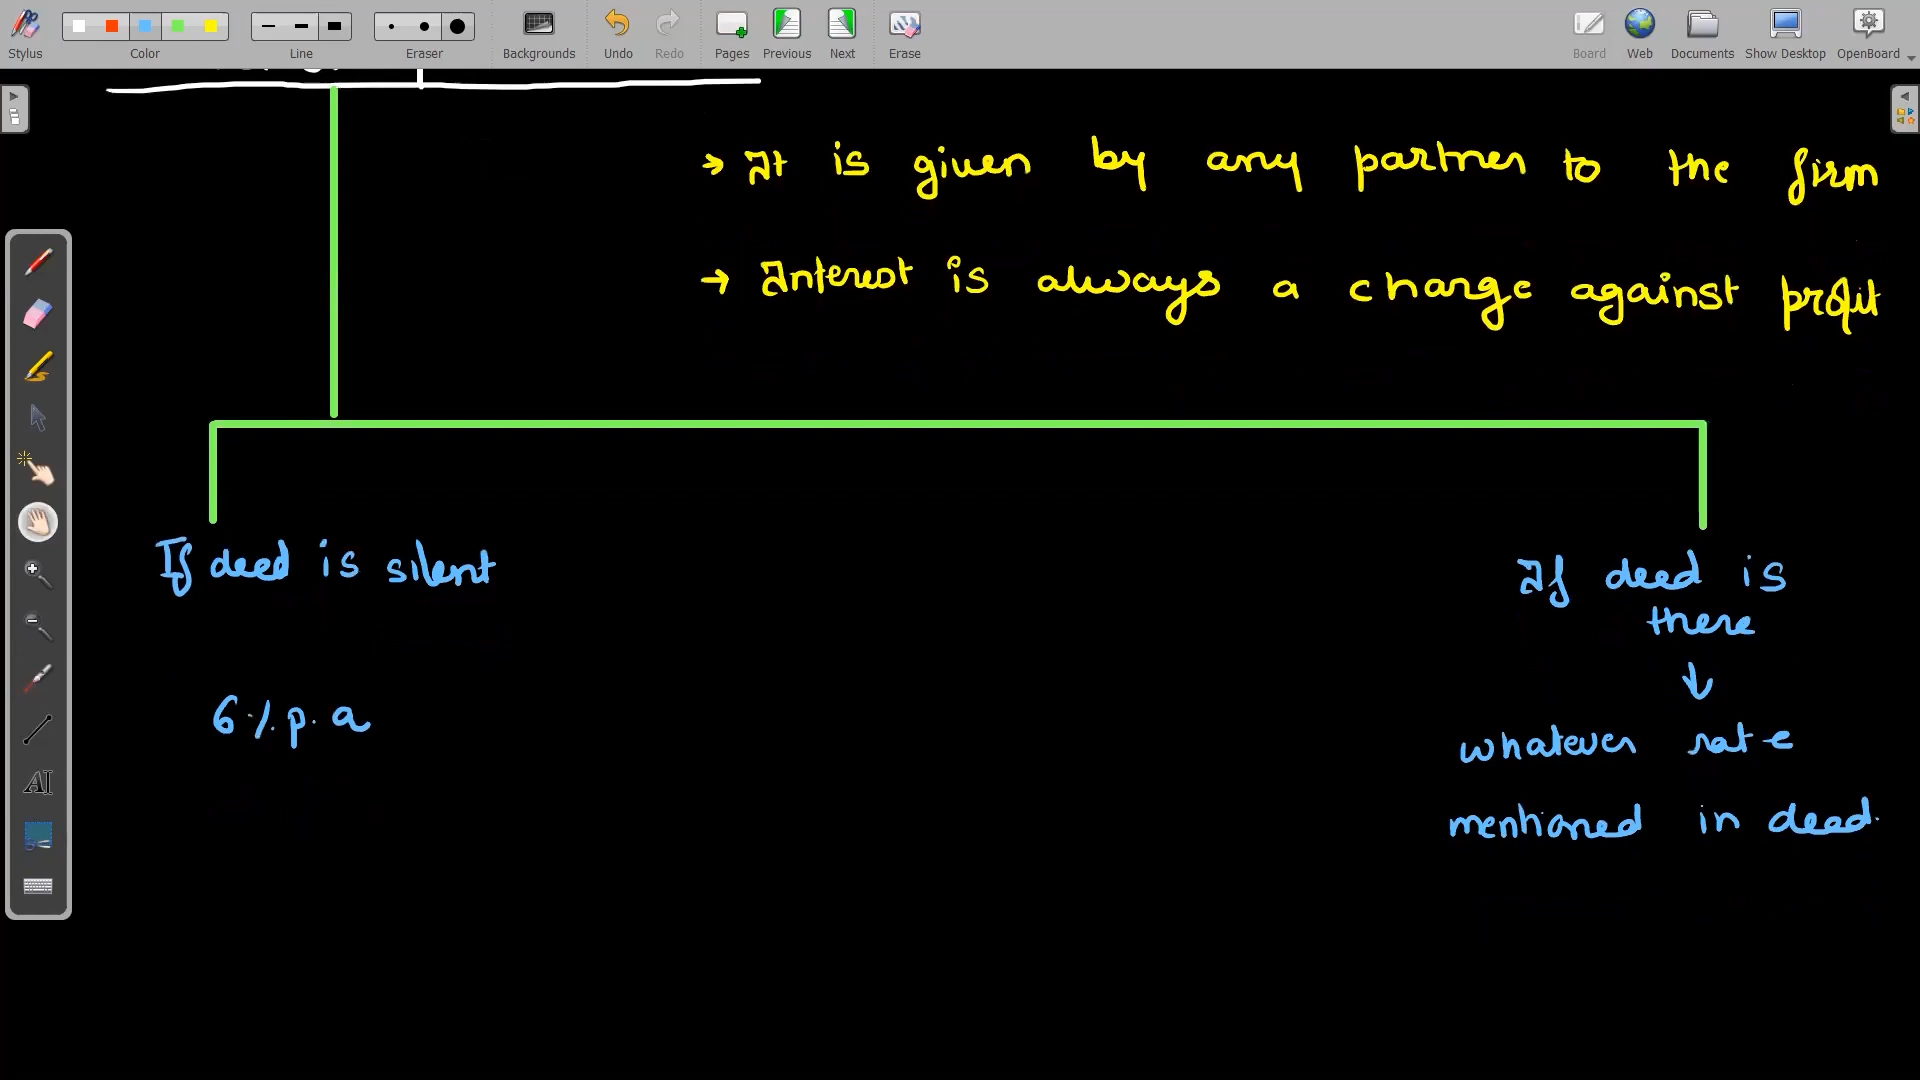 Stylus
Color
Line
Eraser
Backgrounds
Undo
Redo
Pages
Previous
Next
Erase
Board
Web
Documents
Show Desktop
OpenBoard
→ It is given by any partner to the firm
→ Interest is always a charge against profit
If deed is silent
6%p.a
If deed is
there
↓
whatever rate
mentioned in deed.
AI